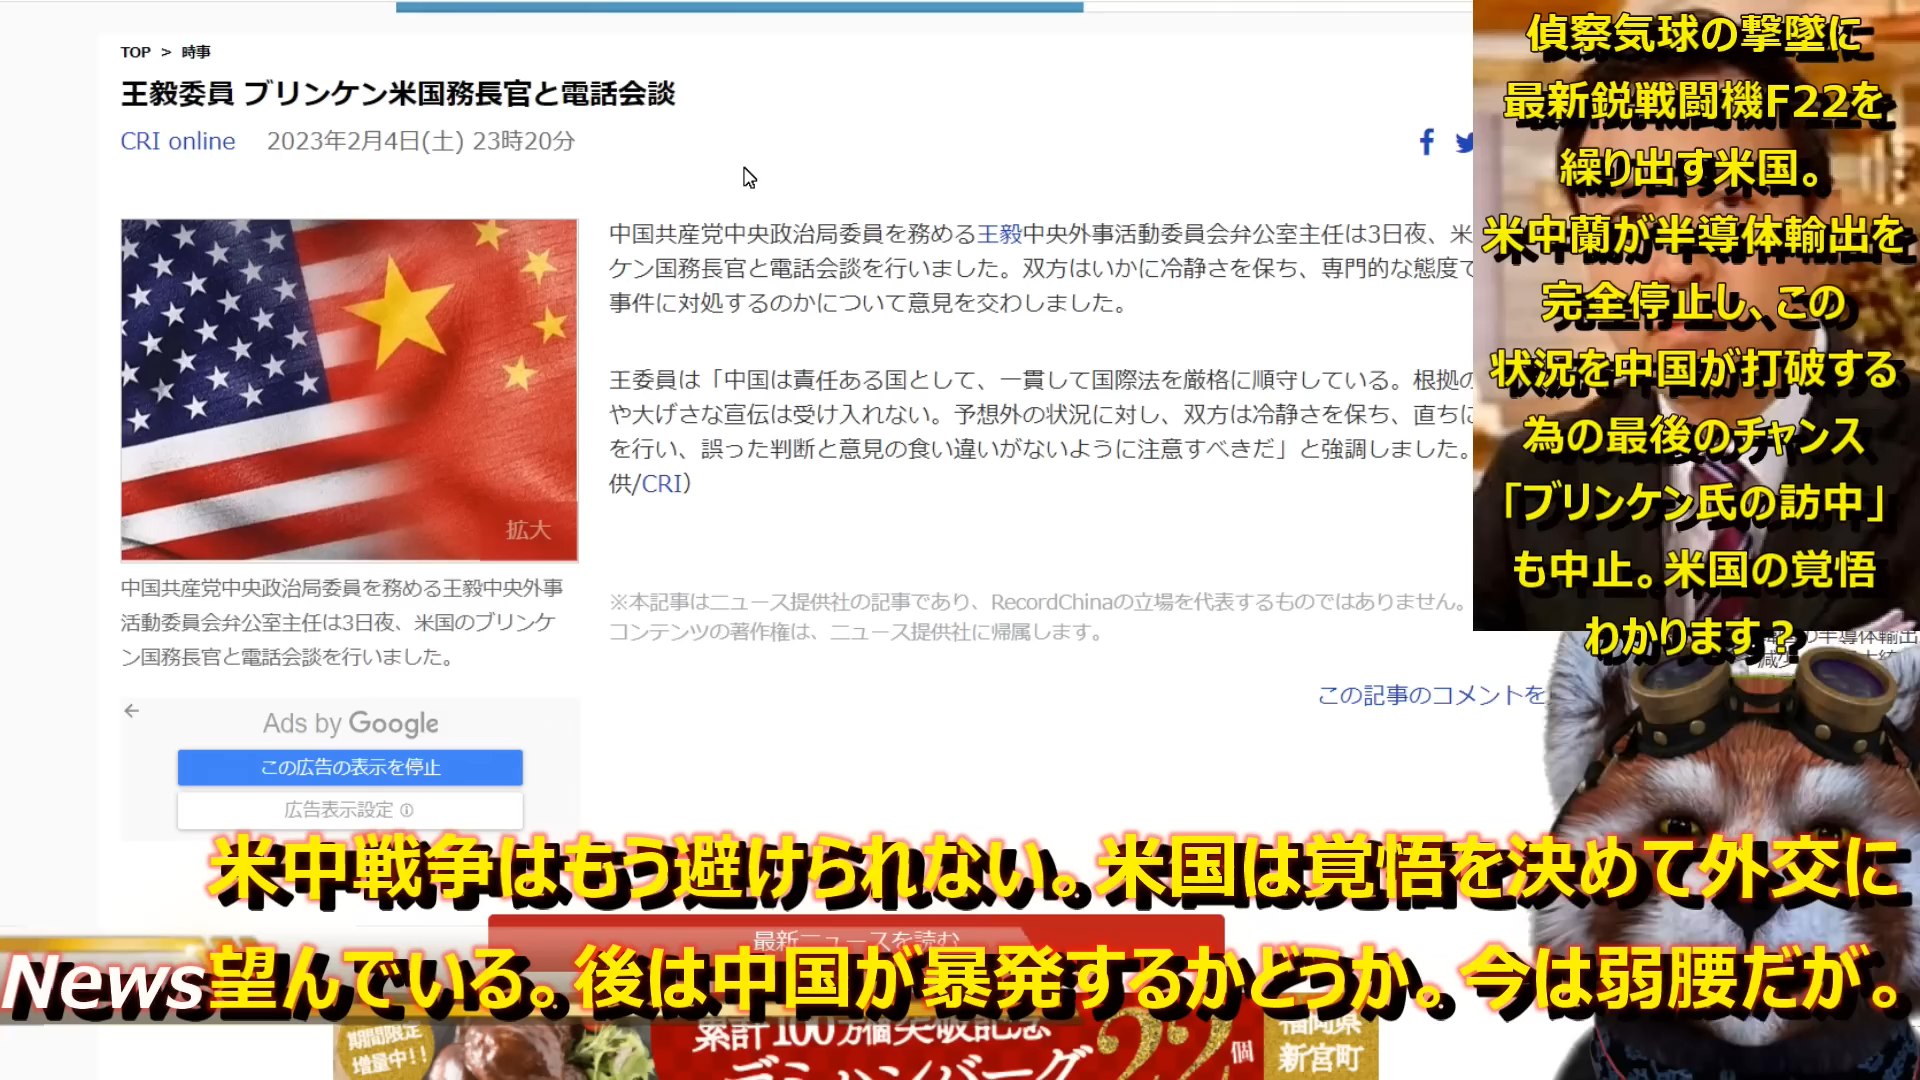 TOP > 時事
王毅委員 ブリンケン米国務長官と電話会談
CRI online 2023年2月4日(土) 23時20分
拡大
中国共産党中央政治局委員を務める王毅中央外事
活動委員会弁公室主任は3日夜、米国のブリンケ
ン国務長官と電話会談を行いました。
中国共産党中央政治局委員を務める王毅中央外事活動委員会弁公室主任は3日夜、米
ケン国務長官と電話会談を行いました。双方はいかに冷静さを保ち、専門的な態度で
事件に対処するのかについて意見を交わしました。
王委員は「中国は責任ある国として、一貫して国際法を厳格に順守している。根拠の
や大げさな宣伝は受け入れない。予想外の状況に対し、双方は冷静さを保ち、直ちに
を行い、誤った判断と意見の食い違いがないように注意すべきだ」と強調しました。
供/CRI）
※本記事はニュース提供社の記事であり、RecordChinaの立場を代表するものではありません。
コンテンツの著作権は、ニュース提供社に帰属します。
この記事のコメントを
Ads by Google
この広告の表示を停止
広告表示設定
偵察気球の撃墜に
最新鋭戦闘機F22を
繰り出す米国。
米中蘭が半導体輸出を
完全停止し、この
状況を中国が打破する
為の最後のチャンス
「ブリンケン氏の訪中」
も中止。米国の覚悟
わかります？
の半導体輸出
減少
米中戦争はもう避けられない。米国は覚悟を決めて外交に
最新ニュースを読む
News
望んでいる。後は中国が暴発するかどうか。今は弱腰だが。
期間限定
増量中!!
累計100万個突破記念
デミハンバーグ
22個
福岡県
新宮町